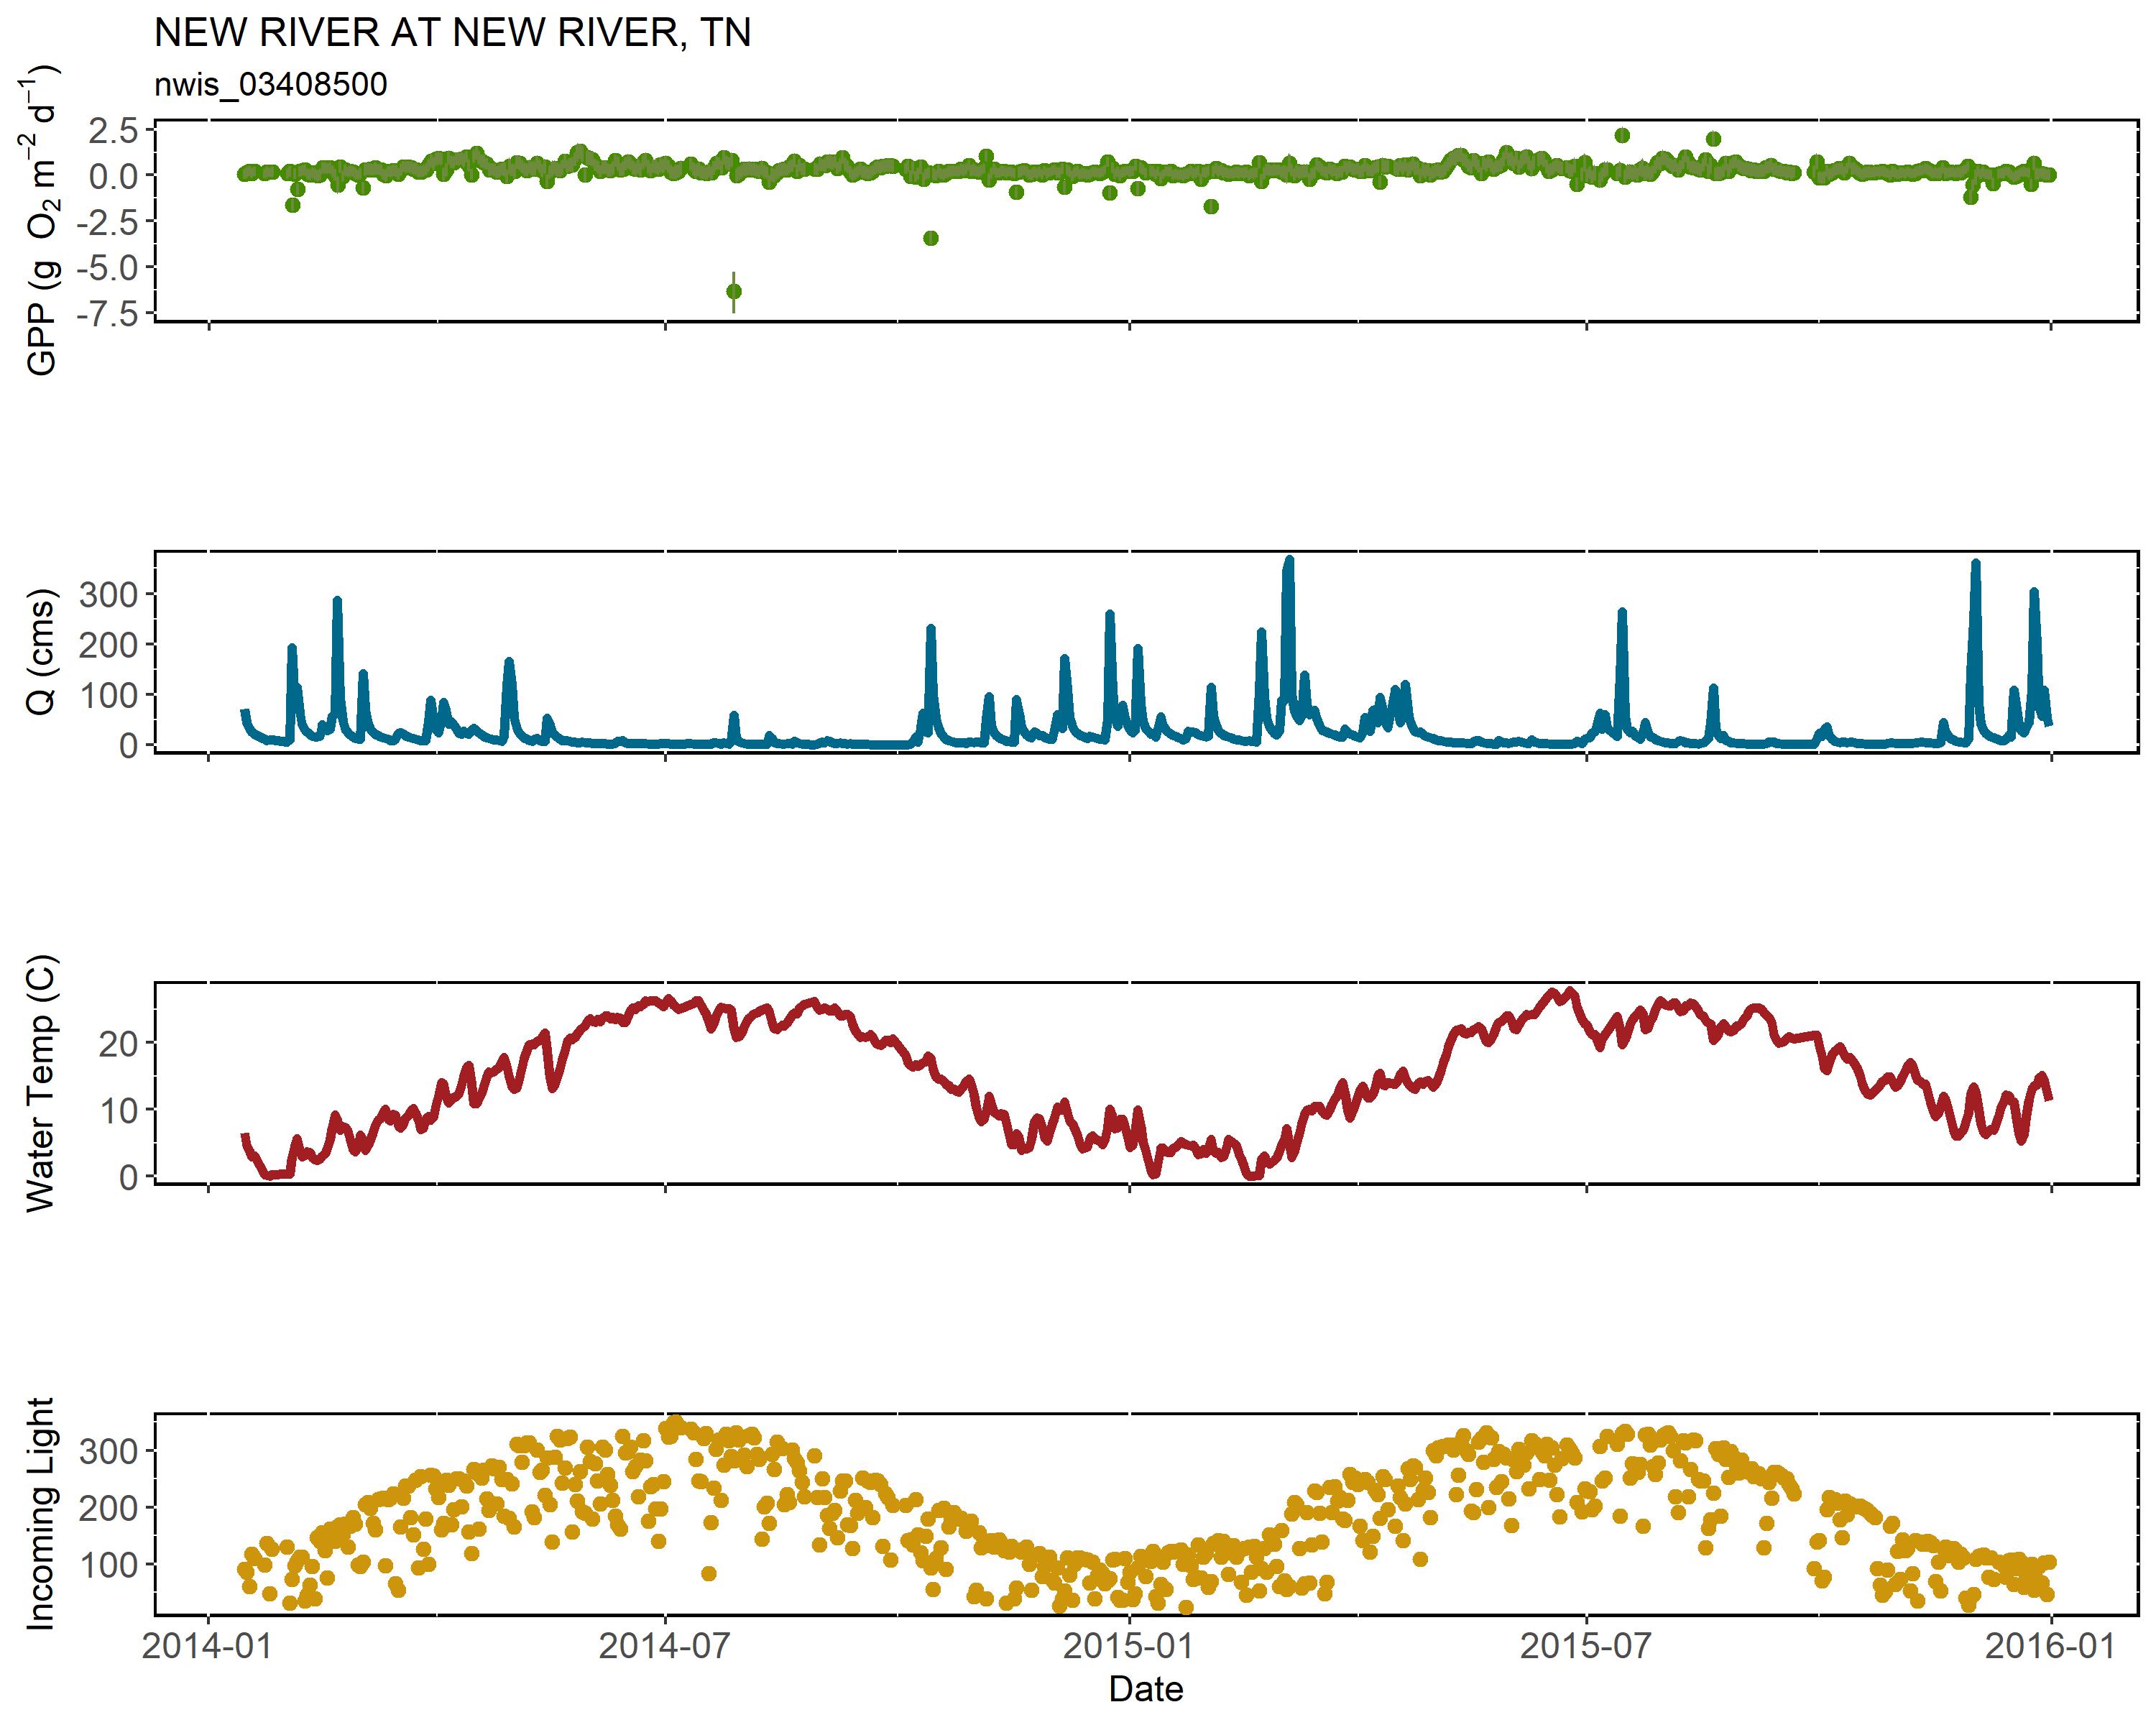 NEW RIVER AT NEW RIVER, TN
nwis_03408500
GPP (g O₂ m⁻² d⁻¹)
2.5
0.0
-2.5
-5.0
-7.5
Q (cms)
300
200
100
0
Water Temp (C)
20
10
0
Incoming Light
300
200
100
2014-01 2014-07 2015-01 2015-07 2016-01
Date